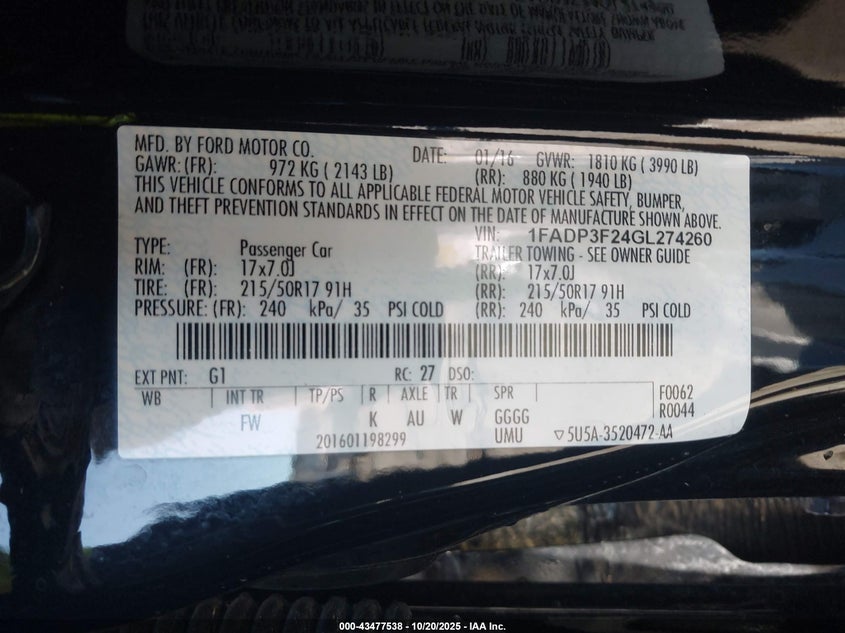 MFD. BY FORD MOTOR CO. DATE: 01/16 GVWR: 1810 KG ( 3990 LB)
GAWR: (FR): 972 KG ( 2143 LB) (RR): 880 KG ( 1940 LB)
THIS VEHICLE CONFORMS TO ALL APPLICABLE FEDERAL MOTOR VEHICLE SAFETY, BUMPER,
AND THEFT PREVENTION STANDARDS IN EFFECT ON THE DATE OF MANUFACTURE SHOWN ABOVE.
VIN: 1FADP3F24GL274260
TYPE: Passenger Car TRAILER TOWING - SEE OWNER GUIDE
RIM: (FR): 17x7.0J (RR): 17x7.0J
TIRE: (FR): 215/50R17 91H (RR): 215/50R17 91H
PRESSURE: (FR): 240 kPa/ 35 PSI COLD (RR): 240 kPa/ 35 PSI COLD
EXT PNT: G1 RC: 27 DSO:
WB INT TR TP/PS R AXLE TR SPR F0062
FW K AU W GGGG R0044
201601198299 UMU ▽5U5A-3520472-AA
000-43477538 - 10/20/2025 - IAA Inc.